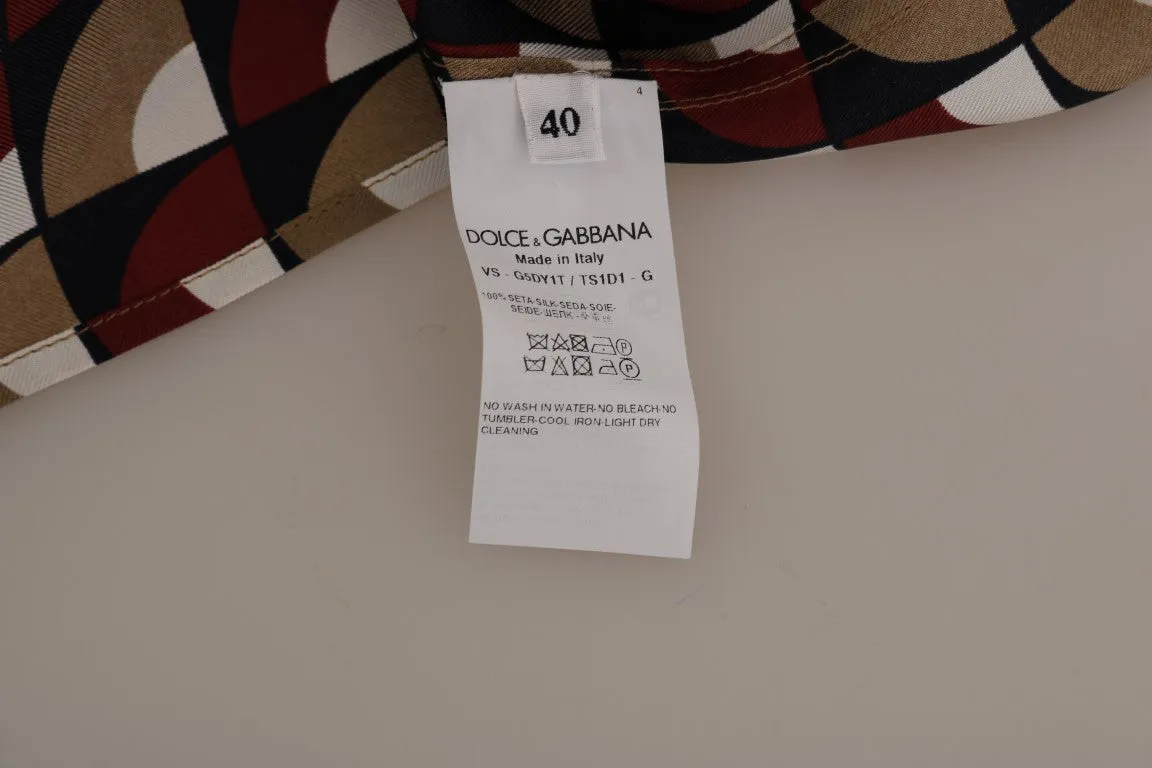 4
40
DOLCE & GABBANA
Made in Italy
VS - G5DY1T / TS1D1 - G
100% SETA-SILK-SEDA-SOIE-
SEIDE-ШЕЛК-
P
P
NO WASH IN WATER-NO BLEACH-NO
TUMBLER-COOL IRON-LIGHT DRY
CLEANING